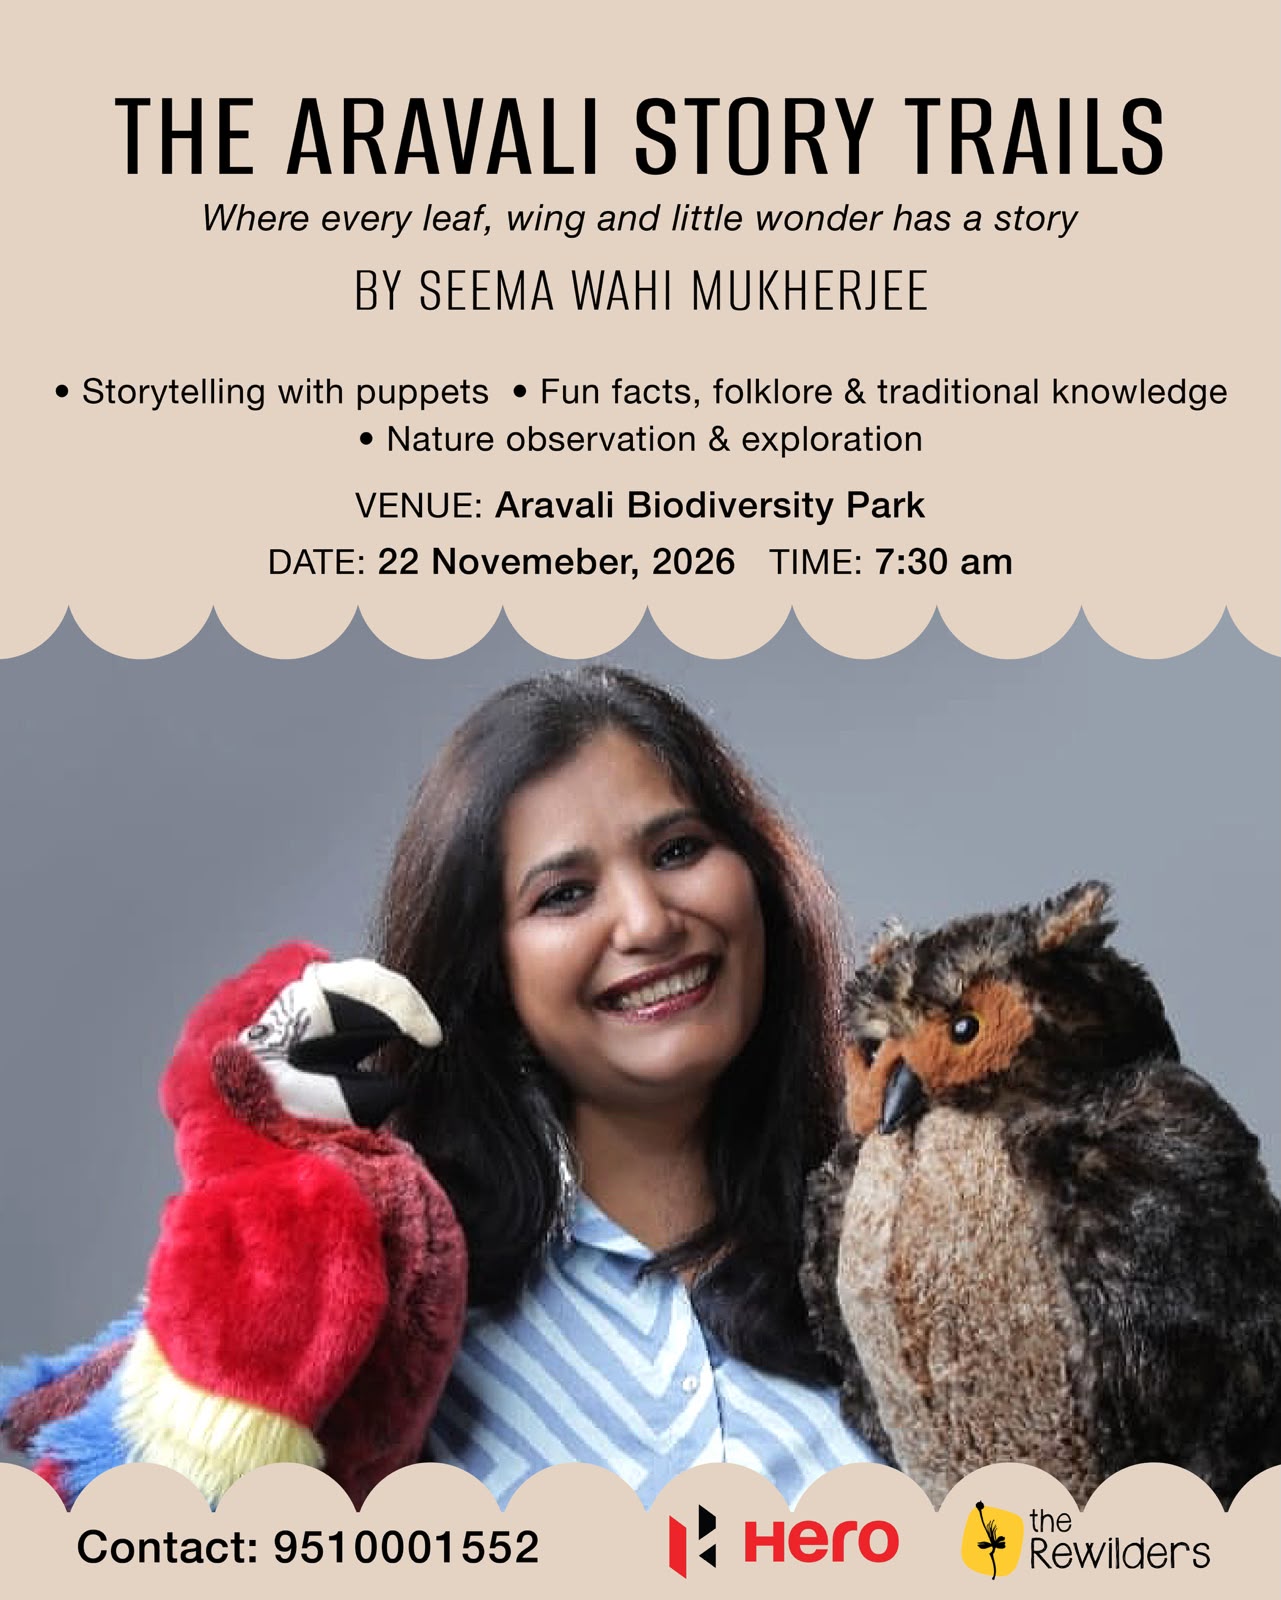 THE ARAVALI STORY TRAILS
Where every leaf, wing and little wonder has a story
BY SEEMA WAHI MUKHERJEE
• Storytelling with puppets • Fun facts, folklore & traditional knowledge
• Nature observation & exploration
VENUE: Aravali Biodiversity Park
DATE: 22 Novemeber, 2026 TIME: 7:30 am
Contact: 9510001552
Hero
the
Rewilders